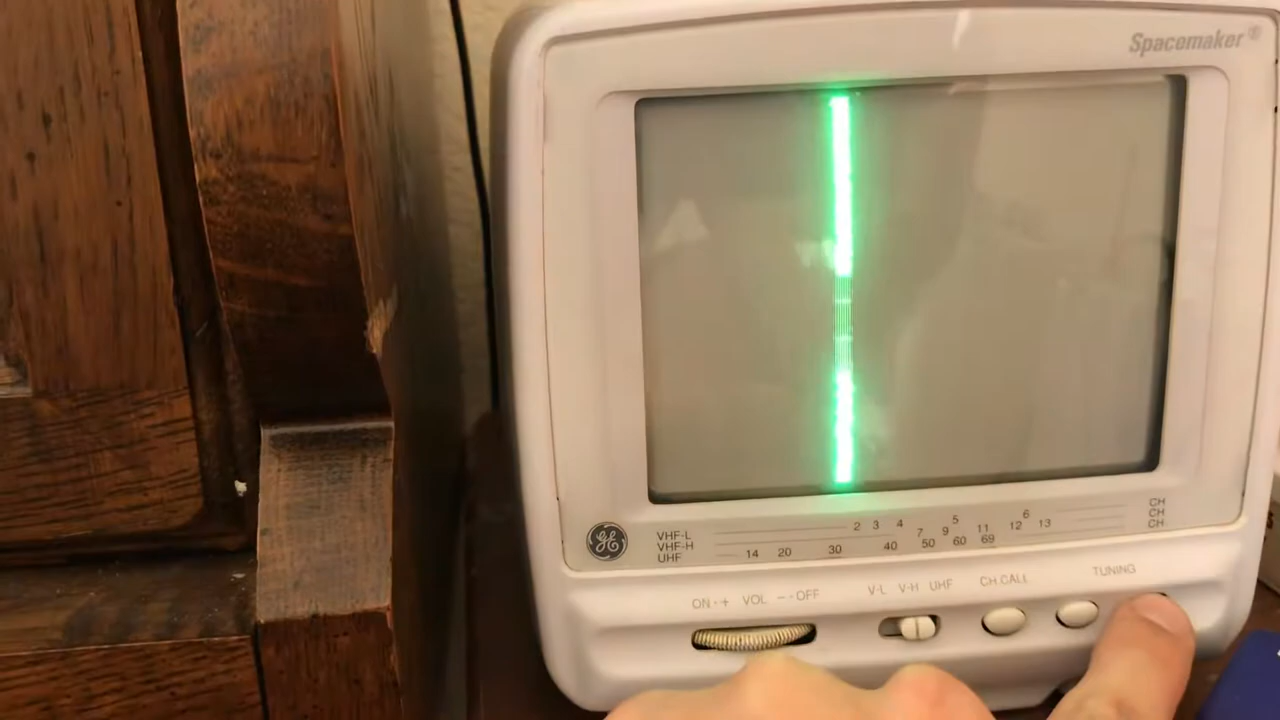 Spacemaker®
GE
VHF-L 2 3 4 5 6 CH
VHF-H 7 9 11 12 13 CH
UHF 14 20 30 40 50 60 69 CH
ON · + VOL − · OFF
V-L V-H UHF
CH.CALL
TUNING